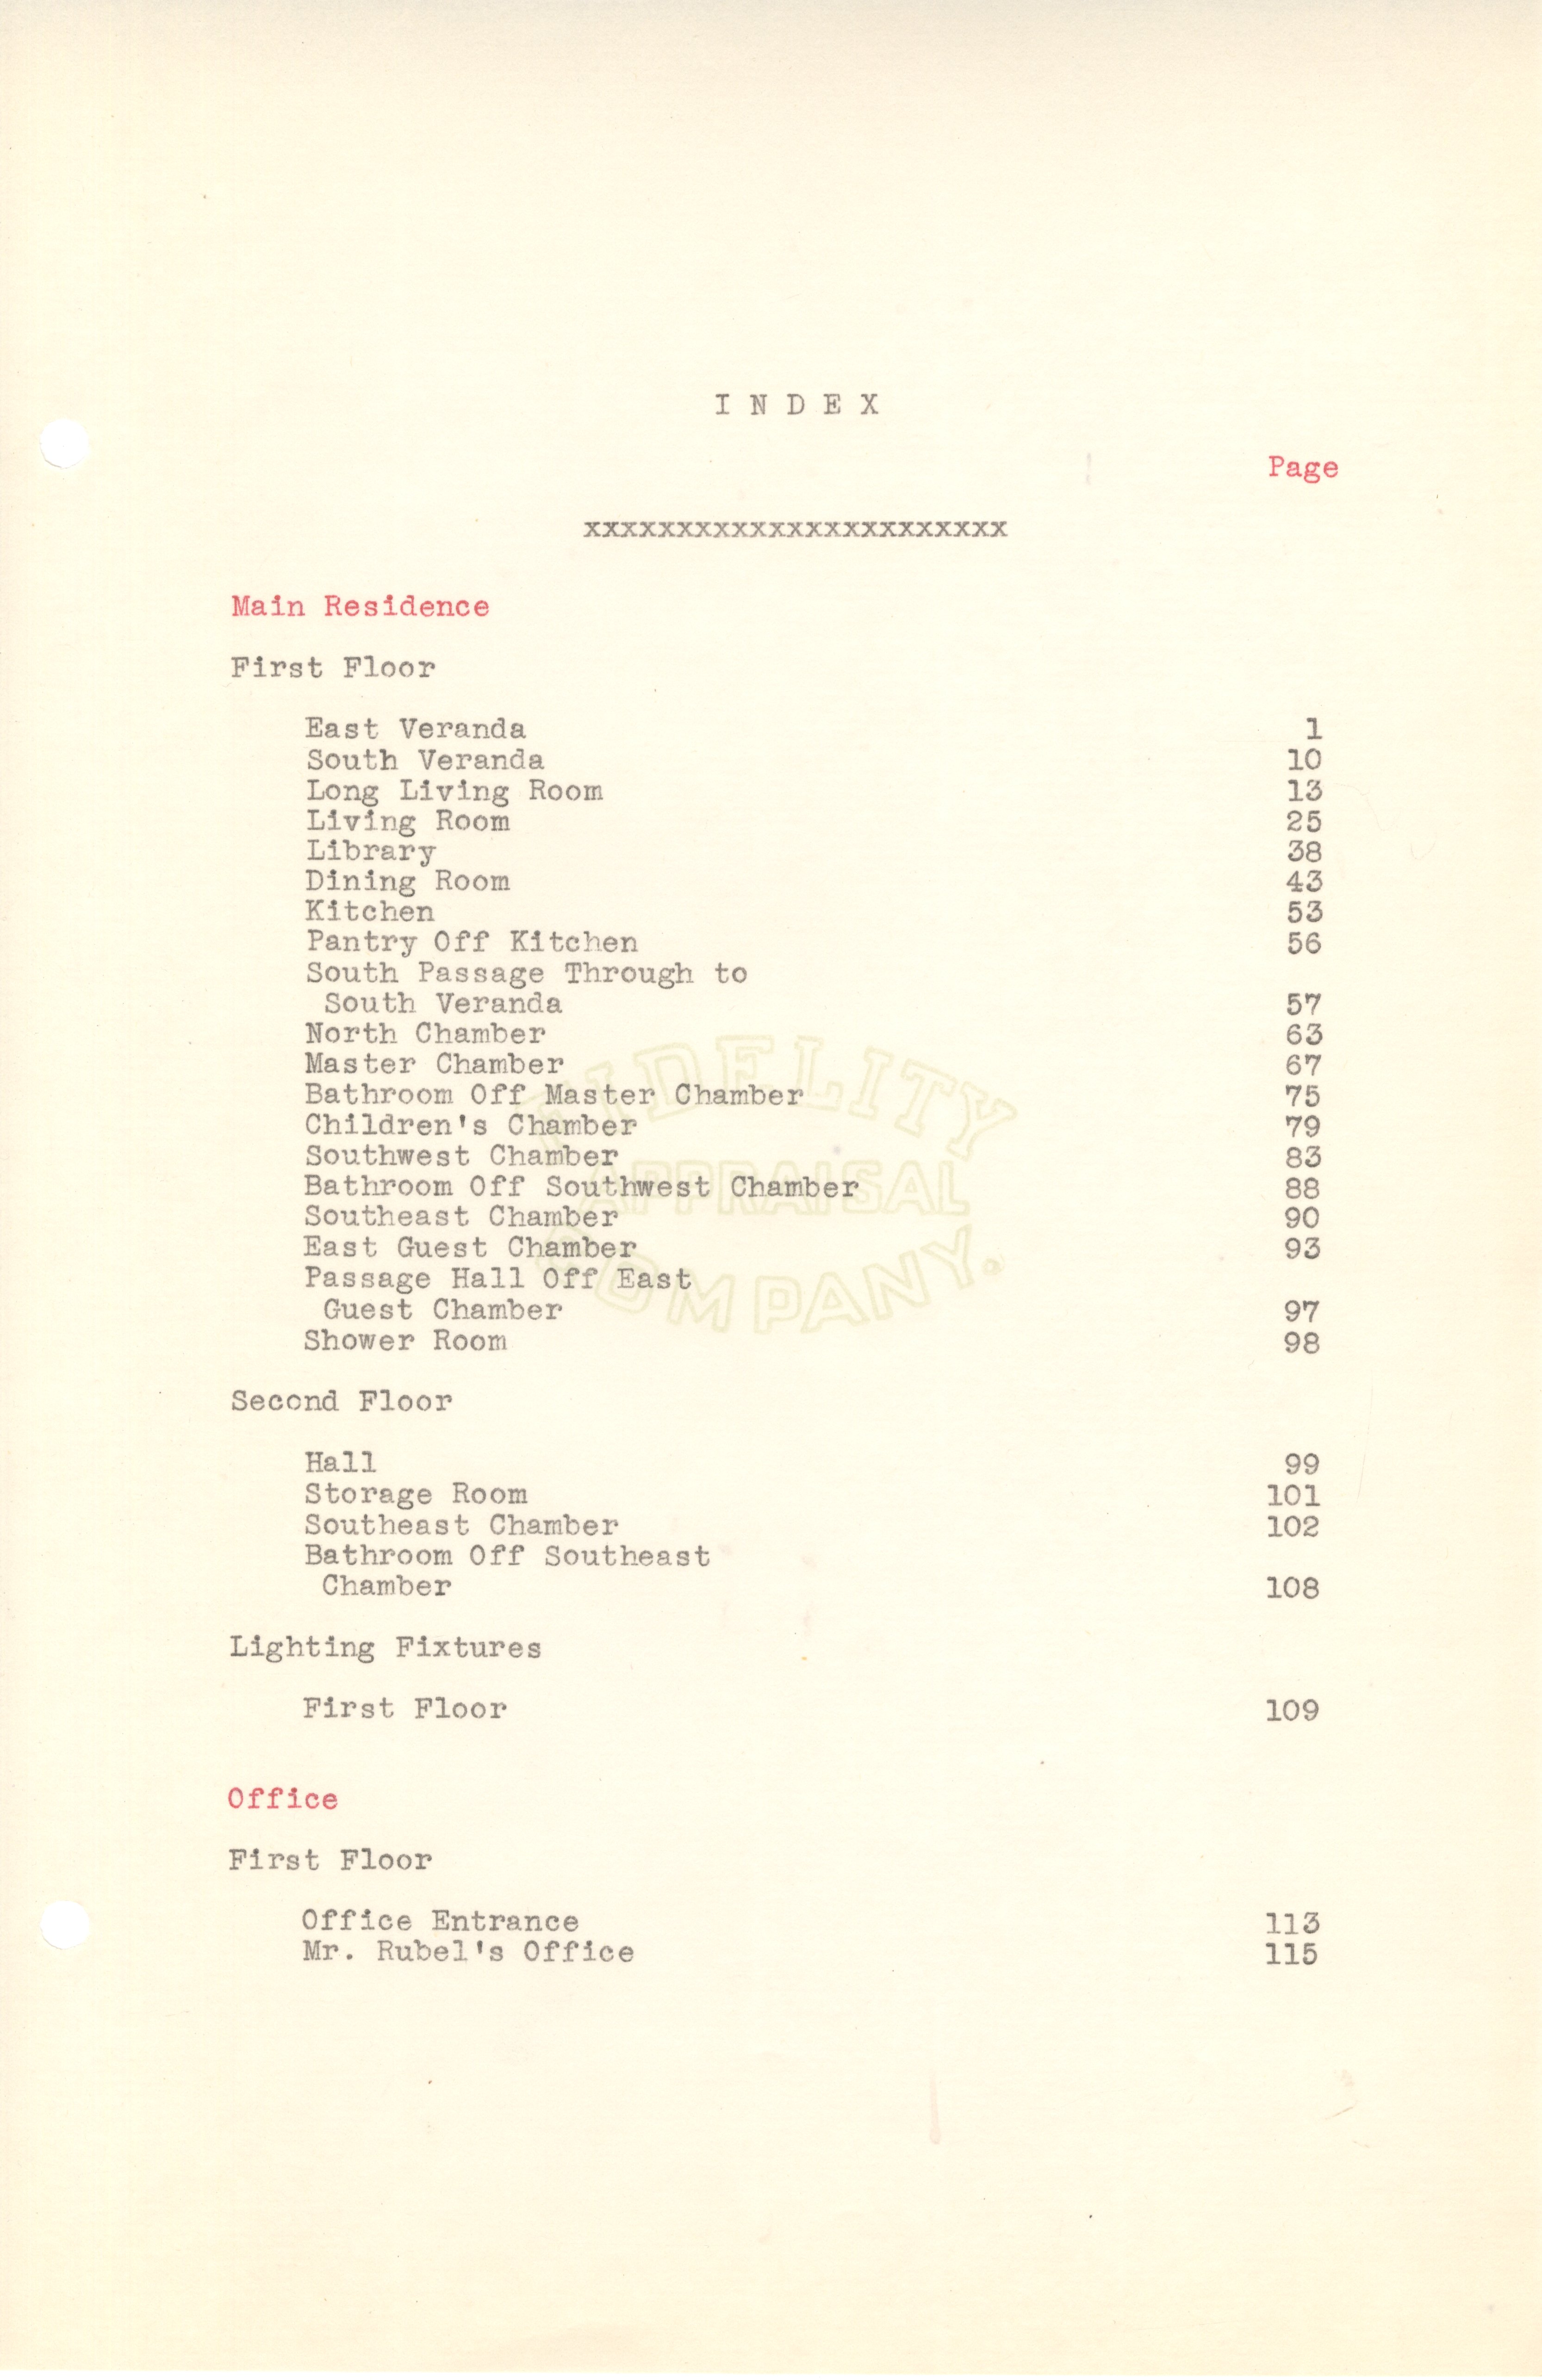 INDEX
Page
xxxxxxxxxxxxxxxxxxxxxxx
Main Residence
First Floor
East Veranda 1
South Veranda 10
Long Living Room 13
Living Room 25
Library 38
Dining Room 43
Kitchen 53
Pantry Off Kitchen 56
South Passage Through to
South Veranda 57
North Chamber 63
Master Chamber 67
Bathroom Off Master Chamber 75
Children's Chamber 79
Southwest Chamber 83
Bathroom Off Southwest Chamber 88
Southeast Chamber 90
East Guest Chamber 93
Passage Hall Off East
Guest Chamber 97
Shower Room 98
Second Floor
Hall 99
Storage Room 101
Southeast Chamber 102
Bathroom Off Southeast
Chamber 108
Lighting Fixtures
First Floor 109
Office
First Floor
Office Entrance 113
Mr. Rubel's Office 115
FIDELITY
APPRAISAL
COMPANY.